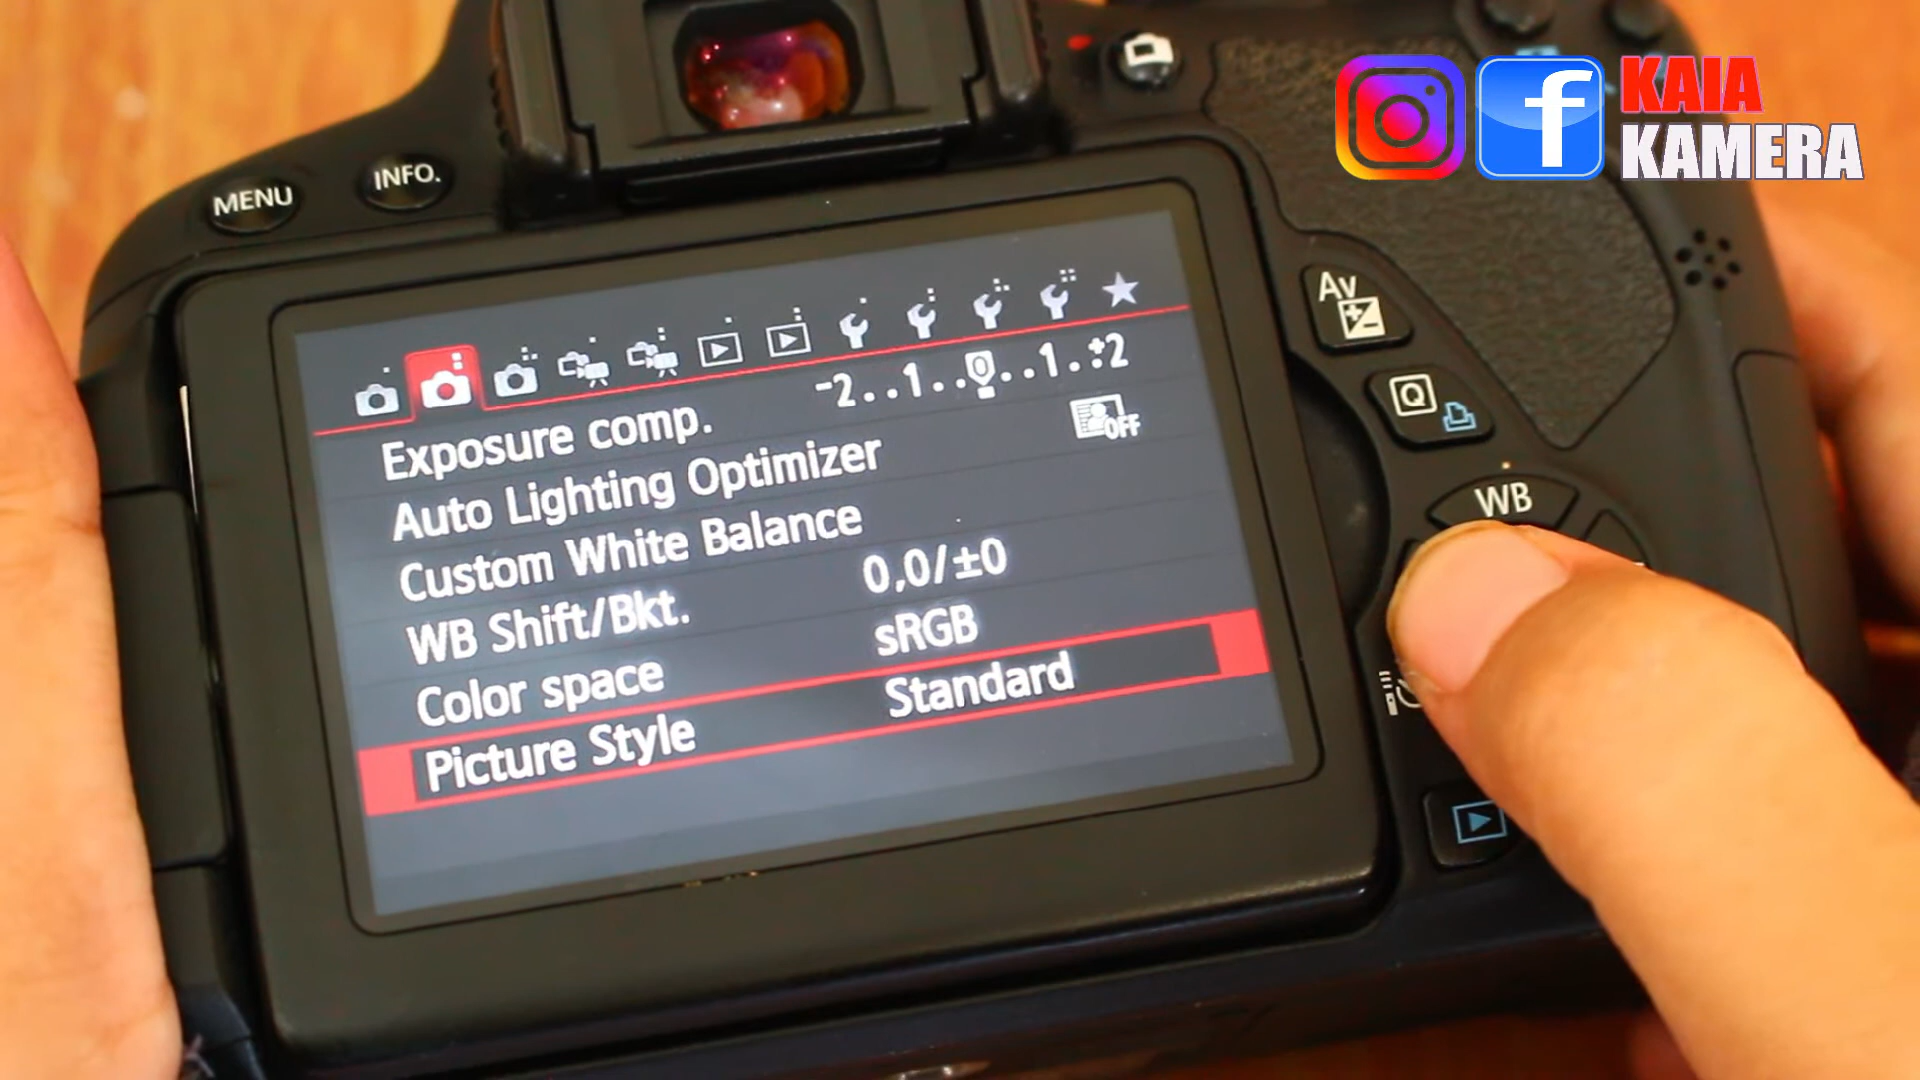 KAIA
KAMERA
MENU
INFO.
Exposure comp. -2..1..0..1.:+2
Auto Lighting Optimizer OFF
Custom White Balance
WB Shift/Bkt. 0,0/±0
Color space sRGB
Picture Style Standard
Av
Q
WB